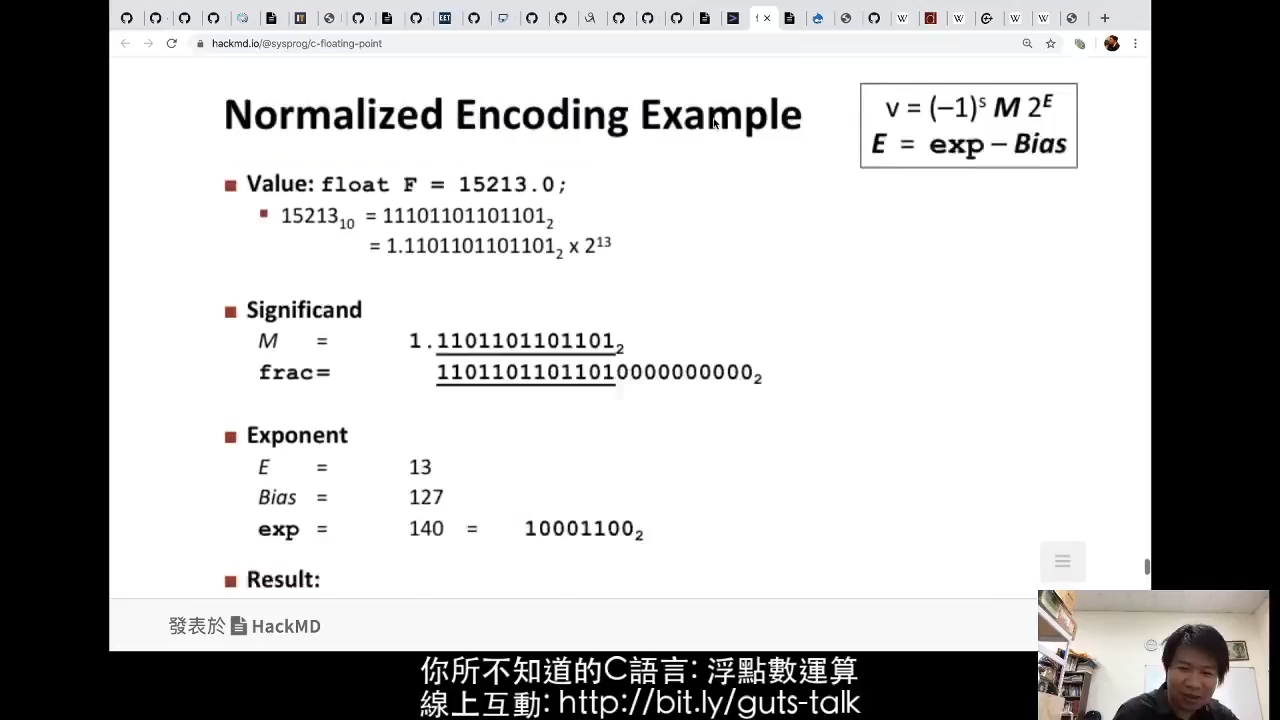 hackmd.io/@sysprog/c-floating-point
Normalized Encoding Example
v = (–1)ˢ M 2ᴱ
E = exp – Bias
Value: float F = 15213.0;
15213₁₀ = 11101101101101₂
= 1.1101101101101₂ x 2¹³
Significand
M = 1.1101101101101₂
frac= 11011011011010000000000₂
Exponent
E = 13
Bias = 127
exp = 140 = 10001100₂
Result:
發表於 HackMD
你所不知道的C語言: 浮點數運算
線上互動: http://bit.ly/guts-talk